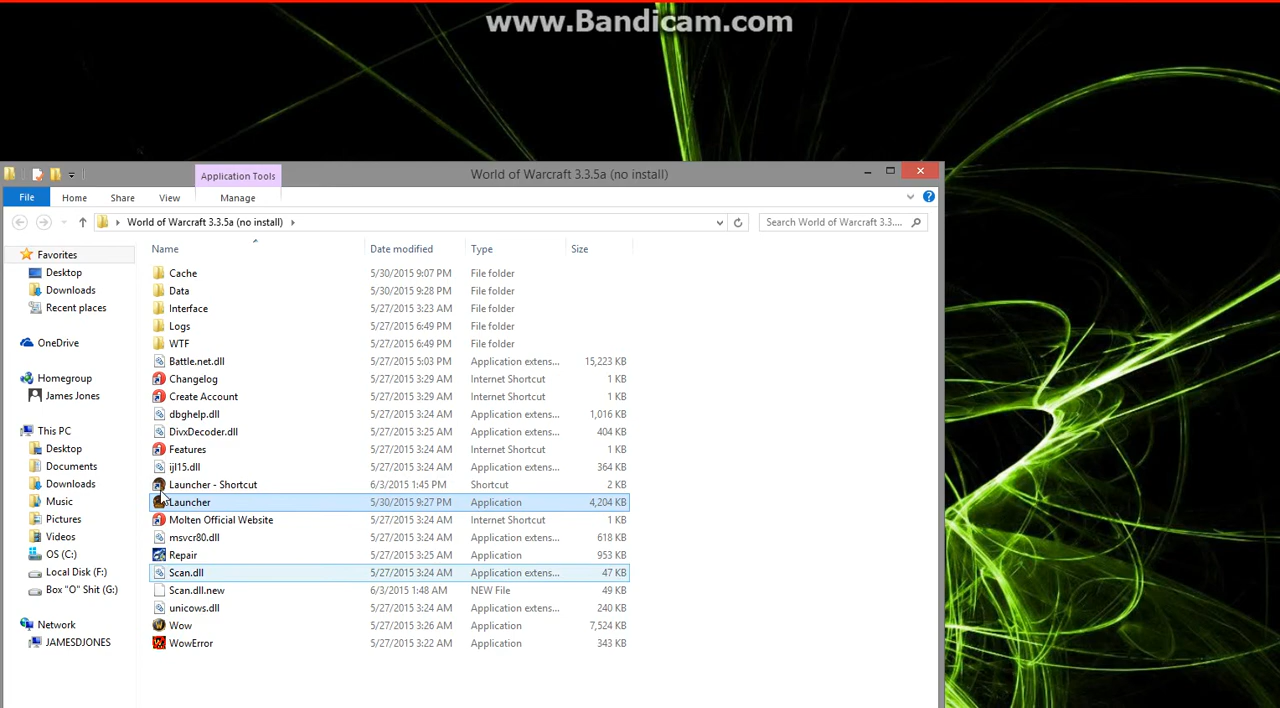 www.Bandicam.com
Application Tools
World of Warcraft 3.3.5a (no install)
File Home Share View Manage
World of Warcraft 3.3.5a (no install)
Search World of Warcraft 3.3....
Name Date modified Type Size
Favorites
Desktop
Downloads
Recent places
OneDrive
Homegroup
James Jones
This PC
Desktop
Documents
Downloads
Music
Pictures
Videos
OS (C:)
Local Disk (F:)
Box "O" Shit (G:)
Network
JAMESDJONES
Cache 5/30/2015 9:07 PM File folder
Data 5/30/2015 9:28 PM File folder
Interface 5/27/2015 3:23 AM File folder
Logs 5/27/2015 6:49 PM File folder
WTF 5/27/2015 6:49 PM File folder
Battle.net.dll 5/27/2015 5:03 PM Application extens... 15,223 KB
Changelog 5/27/2015 3:29 AM Internet Shortcut 1 KB
Create Account 5/27/2015 3:29 AM Internet Shortcut 1 KB
dbghelp.dll 5/27/2015 3:24 AM Application extens... 1,016 KB
DivxDecoder.dll 5/27/2015 3:25 AM Application extens... 404 KB
Features 5/27/2015 3:24 AM Internet Shortcut 1 KB
ijl15.dll 5/27/2015 3:24 AM Application extens... 364 KB
Launcher - Shortcut 6/3/2015 1:45 PM Shortcut 2 KB
Launcher 5/30/2015 9:27 PM Application 4,204 KB
Molten Official Website 5/27/2015 3:24 AM Internet Shortcut 1 KB
msvcr80.dll 5/27/2015 3:24 AM Application extens... 618 KB
Repair 5/27/2015 3:25 AM Application 953 KB
Scan.dll 5/27/2015 3:24 AM Application extens... 47 KB
Scan.dll.new 6/3/2015 1:48 AM NEW File 49 KB
unicows.dll 5/27/2015 3:24 AM Application extens... 240 KB
Wow 5/27/2015 3:26 AM Application 7,524 KB
WowError 5/27/2015 3:22 AM Application 343 KB